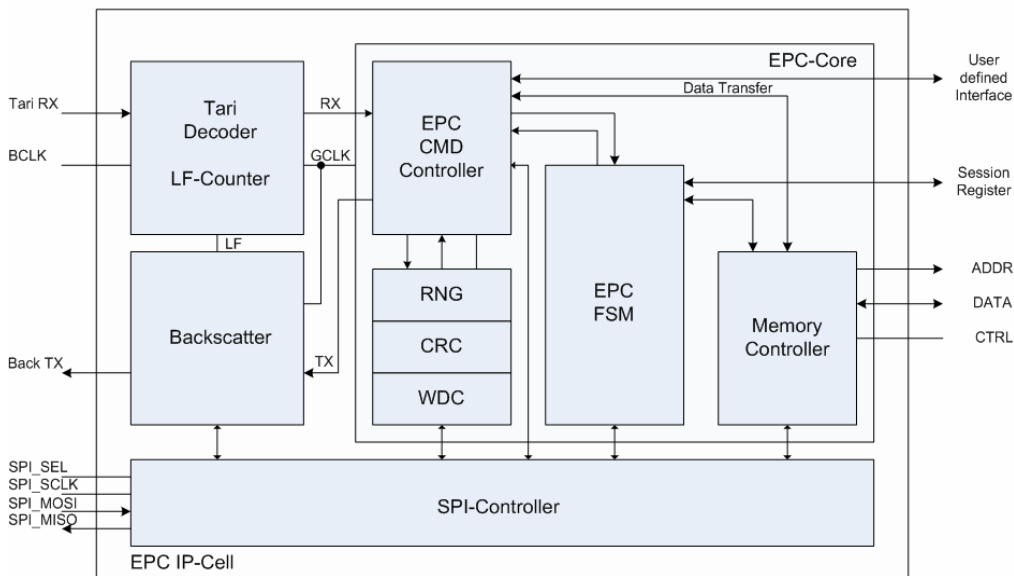 EPC-Core
User
defined
Interface
Data Transfer
Tari RX
Tari
Decoder
LF-Counter
RX
EPC
CMD
Controller
BCLK
GCLK
Session
Register
LF
RNG
CRC
WDC
EPC
FSM
Memory
Controller
ADDR
DATA
CTRL
Backscatter
TX
Back TX
SPI_SEL
SPI_SCLK
SPI_MOSI
SPI_MISO
SPI-Controller
EPC IP-Cell